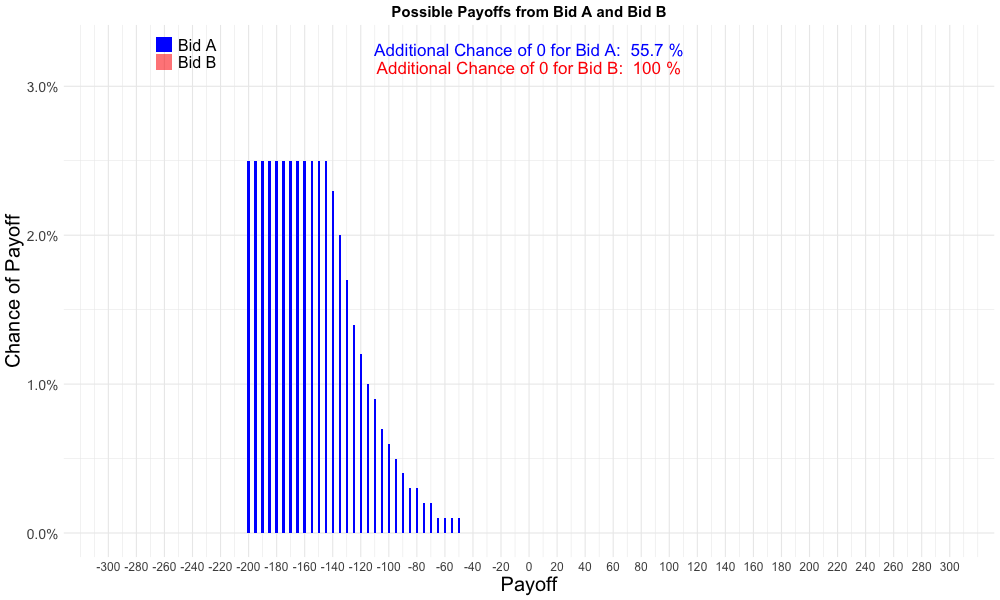 Possible Payoffs from Bid A and Bid B
Bid A
Bid B
Additional Chance of 0 for Bid A:  55.7 %
Additional Chance of 0 for Bid B:  100 %
Chance of Payoff
3.0%
2.0%
1.0%
0.0%
-300 -280 -260 -240 -220 -200 -180 -160 -140 -120 -100 -80 -60 -40 -20 0 20 40 60 80 100 120 140 160 180 200 220 240 260 280 300
Payoff